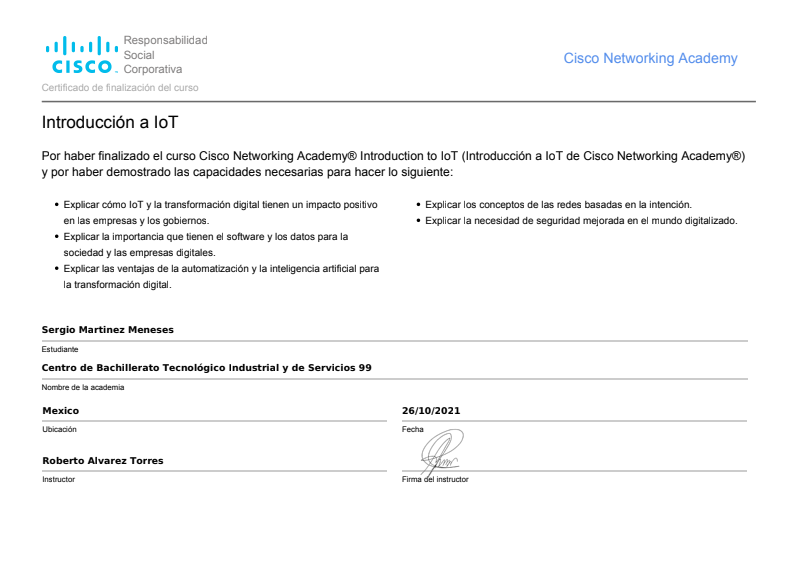 Responsabilidad
Social
Corporativa
CISCO
Cisco Networking Academy
Certificado de finalización del curso
Introducción a IoT
Por haber finalizado el curso Cisco Networking Academy® Introduction to IoT (Introducción a IoT de Cisco Networking Academy®)
y por haber demostrado las capacidades necesarias para hacer lo siguiente:
• Explicar cómo IoT y la transformación digital tienen un impacto positivo
en las empresas y los gobiernos.
• Explicar la importancia que tienen el software y los datos para la
sociedad y las empresas digitales.
• Explicar las ventajas de la automatización y la inteligencia artificial para
la transformación digital.
• Explicar los conceptos de las redes basadas en la intención.
• Explicar la necesidad de seguridad mejorada en el mundo digitalizado.
Sergio Martinez Meneses
Estudiante
Centro de Bachillerato Tecnológico Industrial y de Servicios 99
Nombre de la academia
Mexico
Ubicación
26/10/2021
Fecha
Roberto Alvarez Torres
Instructor
Firma del instructor